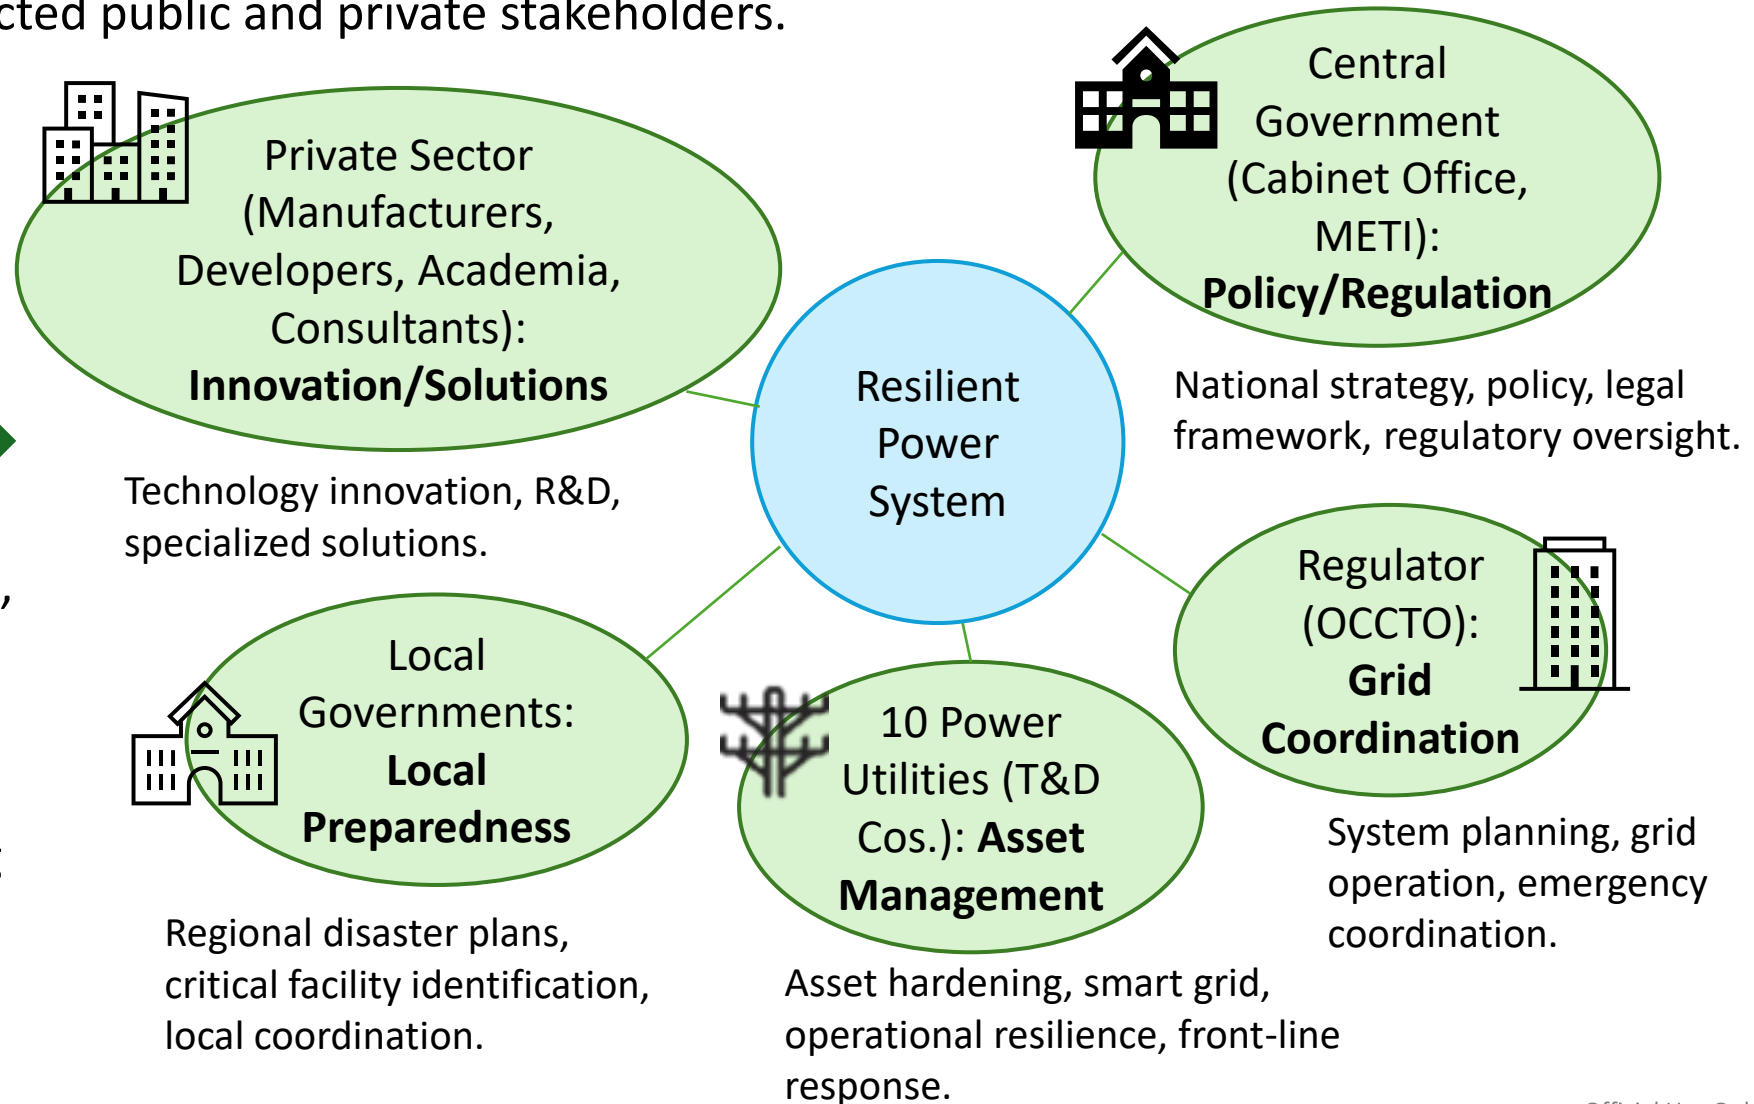 public and private stakeholders.
Private Sector
(Manufacturers,
Developers, Academia,
Consultants):
Innovation/Solutions
Technology innovation, R&D,
specialized solutions.
Central
Government
(Cabinet Office,
METI):
Policy/Regulation
National strategy, policy, legal
framework, regulatory oversight.
Resilient
Power
System
Local
Governments:
Local
Preparedness
Regional disaster plans,
critical facility identification,
local coordination.
10 Power
Utilities (T&D
Cos.): Asset
Management
Asset hardening, smart grid,
operational resilience, front-line
response.
Regulator
(OCCTO):
Grid
Coordination
System planning, grid
operation, emergency
coordination.